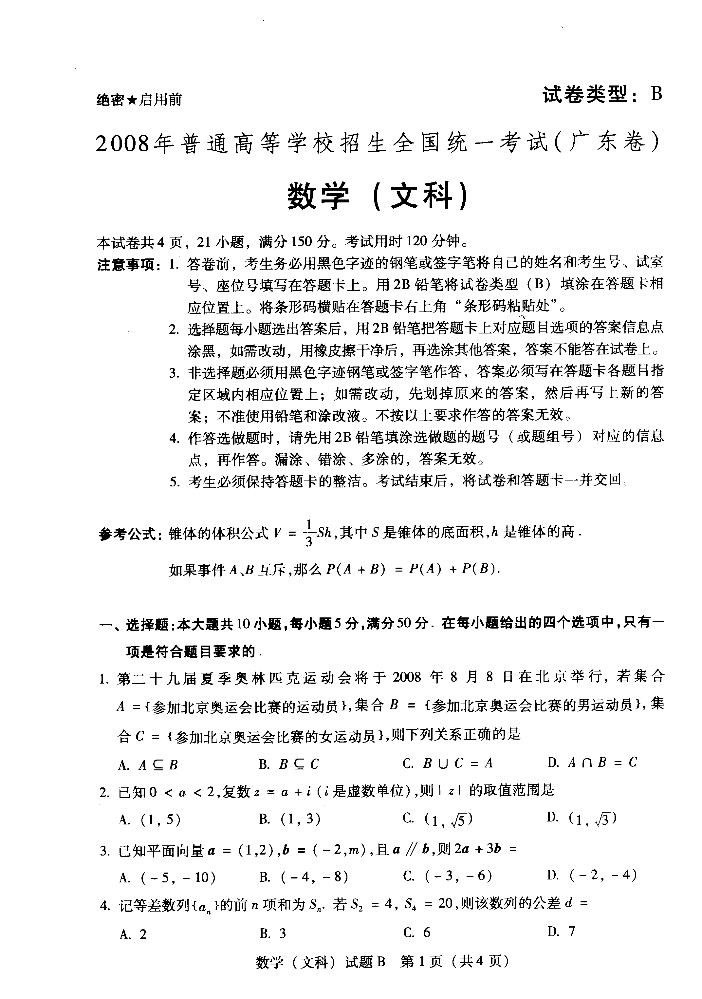 绝密★启用前
试卷类型：B
2008年普通高等学校招生全国统一考试(广东卷)
数学（文科）
本试卷共4页，21小题，满分150分。考试用时120分钟。
注意事项：1. 答卷前，考生务必用黑色字迹的钢笔或签字笔将自己的姓名和考生号、试室
号、座位号填写在答题卡上。用2B铅笔将试卷类型（B）填涂在答题卡相
应位置上。将条形码横贴在答题卡右上角“条形码粘贴处”。
2. 选择题每小题选出答案后，用2B铅笔把答题卡上对应题目选项的答案信息点
涂黑，如需改动，用橡皮擦干净后，再选涂其他答案，答案不能答在试卷上。
3. 非选择题必须用黑色字迹钢笔或签字笔作答，答案必须写在答题卡各题目指
定区域内相应位置上；如需改动，先划掉原来的答案，然后再写上新的答
案；不准使用铅笔和涂改液。不按以上要求作答的答案无效。
4. 作答选做题时，请先用2B铅笔填涂选做题的题号（或题组号）对应的信息
点，再作答。漏涂、错涂、多涂的，答案无效。
5. 考生必须保持答题卡的整洁。考试结束后，将试卷和答题卡一并交回。
参考公式：锥体的体积公式 V = 1/3 Sh,其中 S 是锥体的底面积,h 是锥体的高.
如果事件 A、B 互斥,那么 P(A + B) = P(A) + P(B).
一、选择题:本大题共10小题,每小题5分,满分50分. 在每小题给出的四个选项中,只有一
项是符合题目要求的.
1. 第二十九届夏季奥林匹克运动会将于 2008 年 8 月 8 日在北京举行, 若集合
A = {参加北京奥运会比赛的运动员},集合 B = {参加北京奥运会比赛的男运动员}, 集
合 C = {参加北京奥运会比赛的女运动员},则下列关系正确的是
A. A ⊆ B B. B ⊆ C C. B ∪ C = A D. A ∩ B = C
2. 已知 0 < a < 2,复数 z = a + i (i 是虚数单位),则 | z | 的取值范围是
A. (1, 5) B. (1, 3) C. (1, √5) D. (1, √3)
3. 已知平面向量 a = (1,2),b = (-2,m),且 a // b,则 2a + 3b =
A. (-5, -10) B. (-4, -8) C. (-3, -6) D. (-2, -4)
4. 记等差数列{aₙ}的前 n 项和为 Sₙ. 若 S₂ = 4, S₄ = 20,则该数列的公差 d =
A. 2 B. 3 C. 6 D. 7
数学（文科）试题B 第1页（共4页）